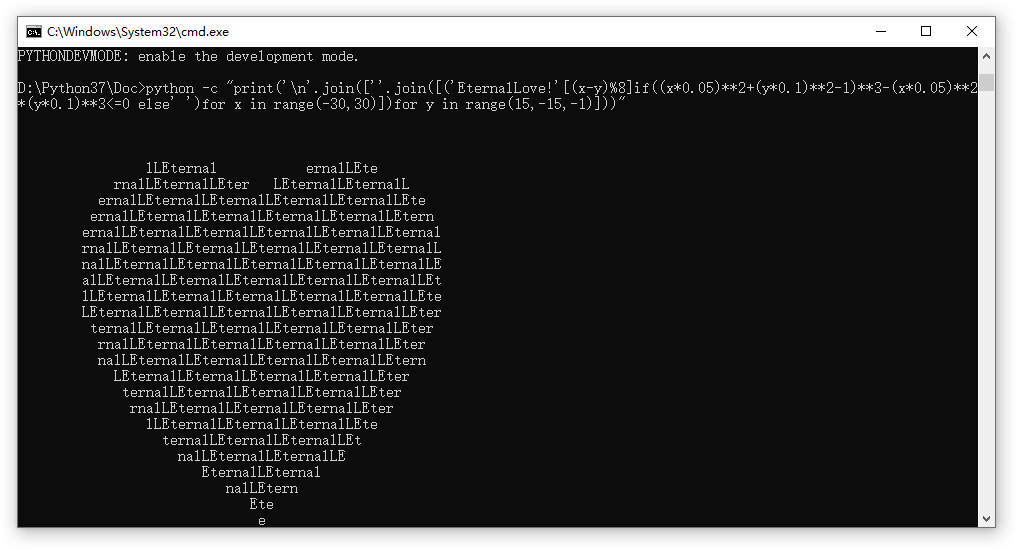 C:\Windows\System32\cmd.exe
PYTHONDEVMODE: enable the development mode.
D:\Python37\Doc>python -c "print('\n'.join([''.join([('EternalLove!'[(x-y)%8]if((x*0.05)**2+(y*0.1)**2-1)**3-(x*0.05)**2
*(y*0.1)**3<=0 else' ')for x in range(-30,30)])for y in range(15,-15,-1)]))"
lLEternal           ernalLEte
rnalLEternalLEter   LEternalLEternalL
ernalLEternalLEternalLEternalLEternalLEte
ernalLEternalLEternalLEternalLEternalLEtern
ernalLEternalLEternalLEternalLEternalLEternal
rnalLEternalLEternalLEternalLEternalLEternalL
nalLEternalLEternalLEternalLEternalLEternalLE
alLEternalLEternalLEternalLEternalLEternalLEt
lLEternalLEternalLEternalLEternalLEternalLEte
LEternalLEternalLEternalLEternalLEternalLEter
ternalLEternalLEternalLEternalLEternalLEter
rnalLEternalLEternalLEternalLEternalLEter
nalLEternalLEternalLEternalLEternalLEtern
LEternalLEternalLEternalLEternalLEter
ternalLEternalLEternalLEternalLEter
rnalLEternalLEternalLEternalLEter
lLEternalLEternalLEternalLEte
ternalLEternalLEternalLEt
nalLEternalLEternalLE
EternalLEternal
nalLEtern
Ete
e